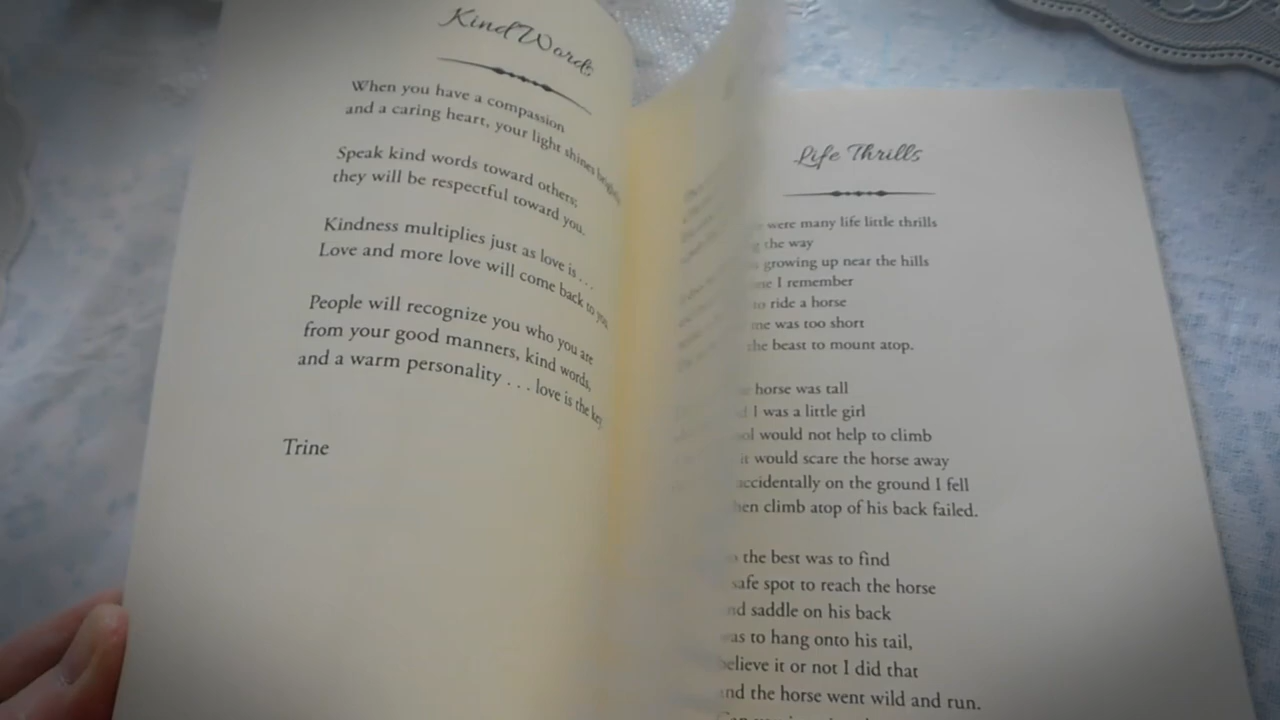 Kind Words
When you have a compassion
and a caring heart, your light shines
Speak kind words toward others;
they will be respectful toward you.
Kindness multiplies just as love is . . .
Love and more love will come back to you.
People will recognize you who you are
from your good manners, kind words,
and a warm personality . . . love is the key
Trine
Life Thrills
were many life little thrills
the way
growing up near the hills
I remember
to ride a horse
was too short
the beast to mount atop.
horse was tall
I was a little girl
would not help to climb
it would scare the horse away
accidentally on the ground I fell
climb atop of his back failed.
the best was to find
safe spot to reach the horse
and saddle on his back
was to hang onto his tail,
believe it or not I did that
and the horse went wild and run.